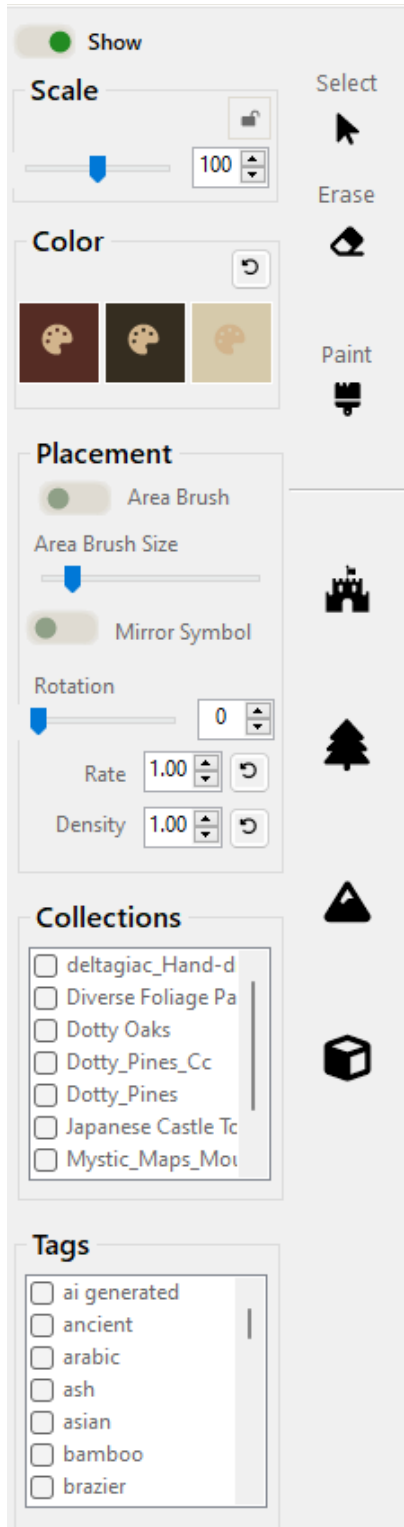 Show
Scale
100
Color
Placement
Area Brush
Area Brush Size
Mirror Symbol
Rotation
0
Rate 1.00
Density 1.00
Collections
deltagiac_Hand-d
Diverse Foliage Pa
Dotty Oaks
Dotty_Pines_Cc
Dotty_Pines
Japanese Castle Tc
Mystic_Maps_Mou
Tags
ai generated
ancient
arabic
ash
asian
bamboo
brazier
Select
Erase
Paint